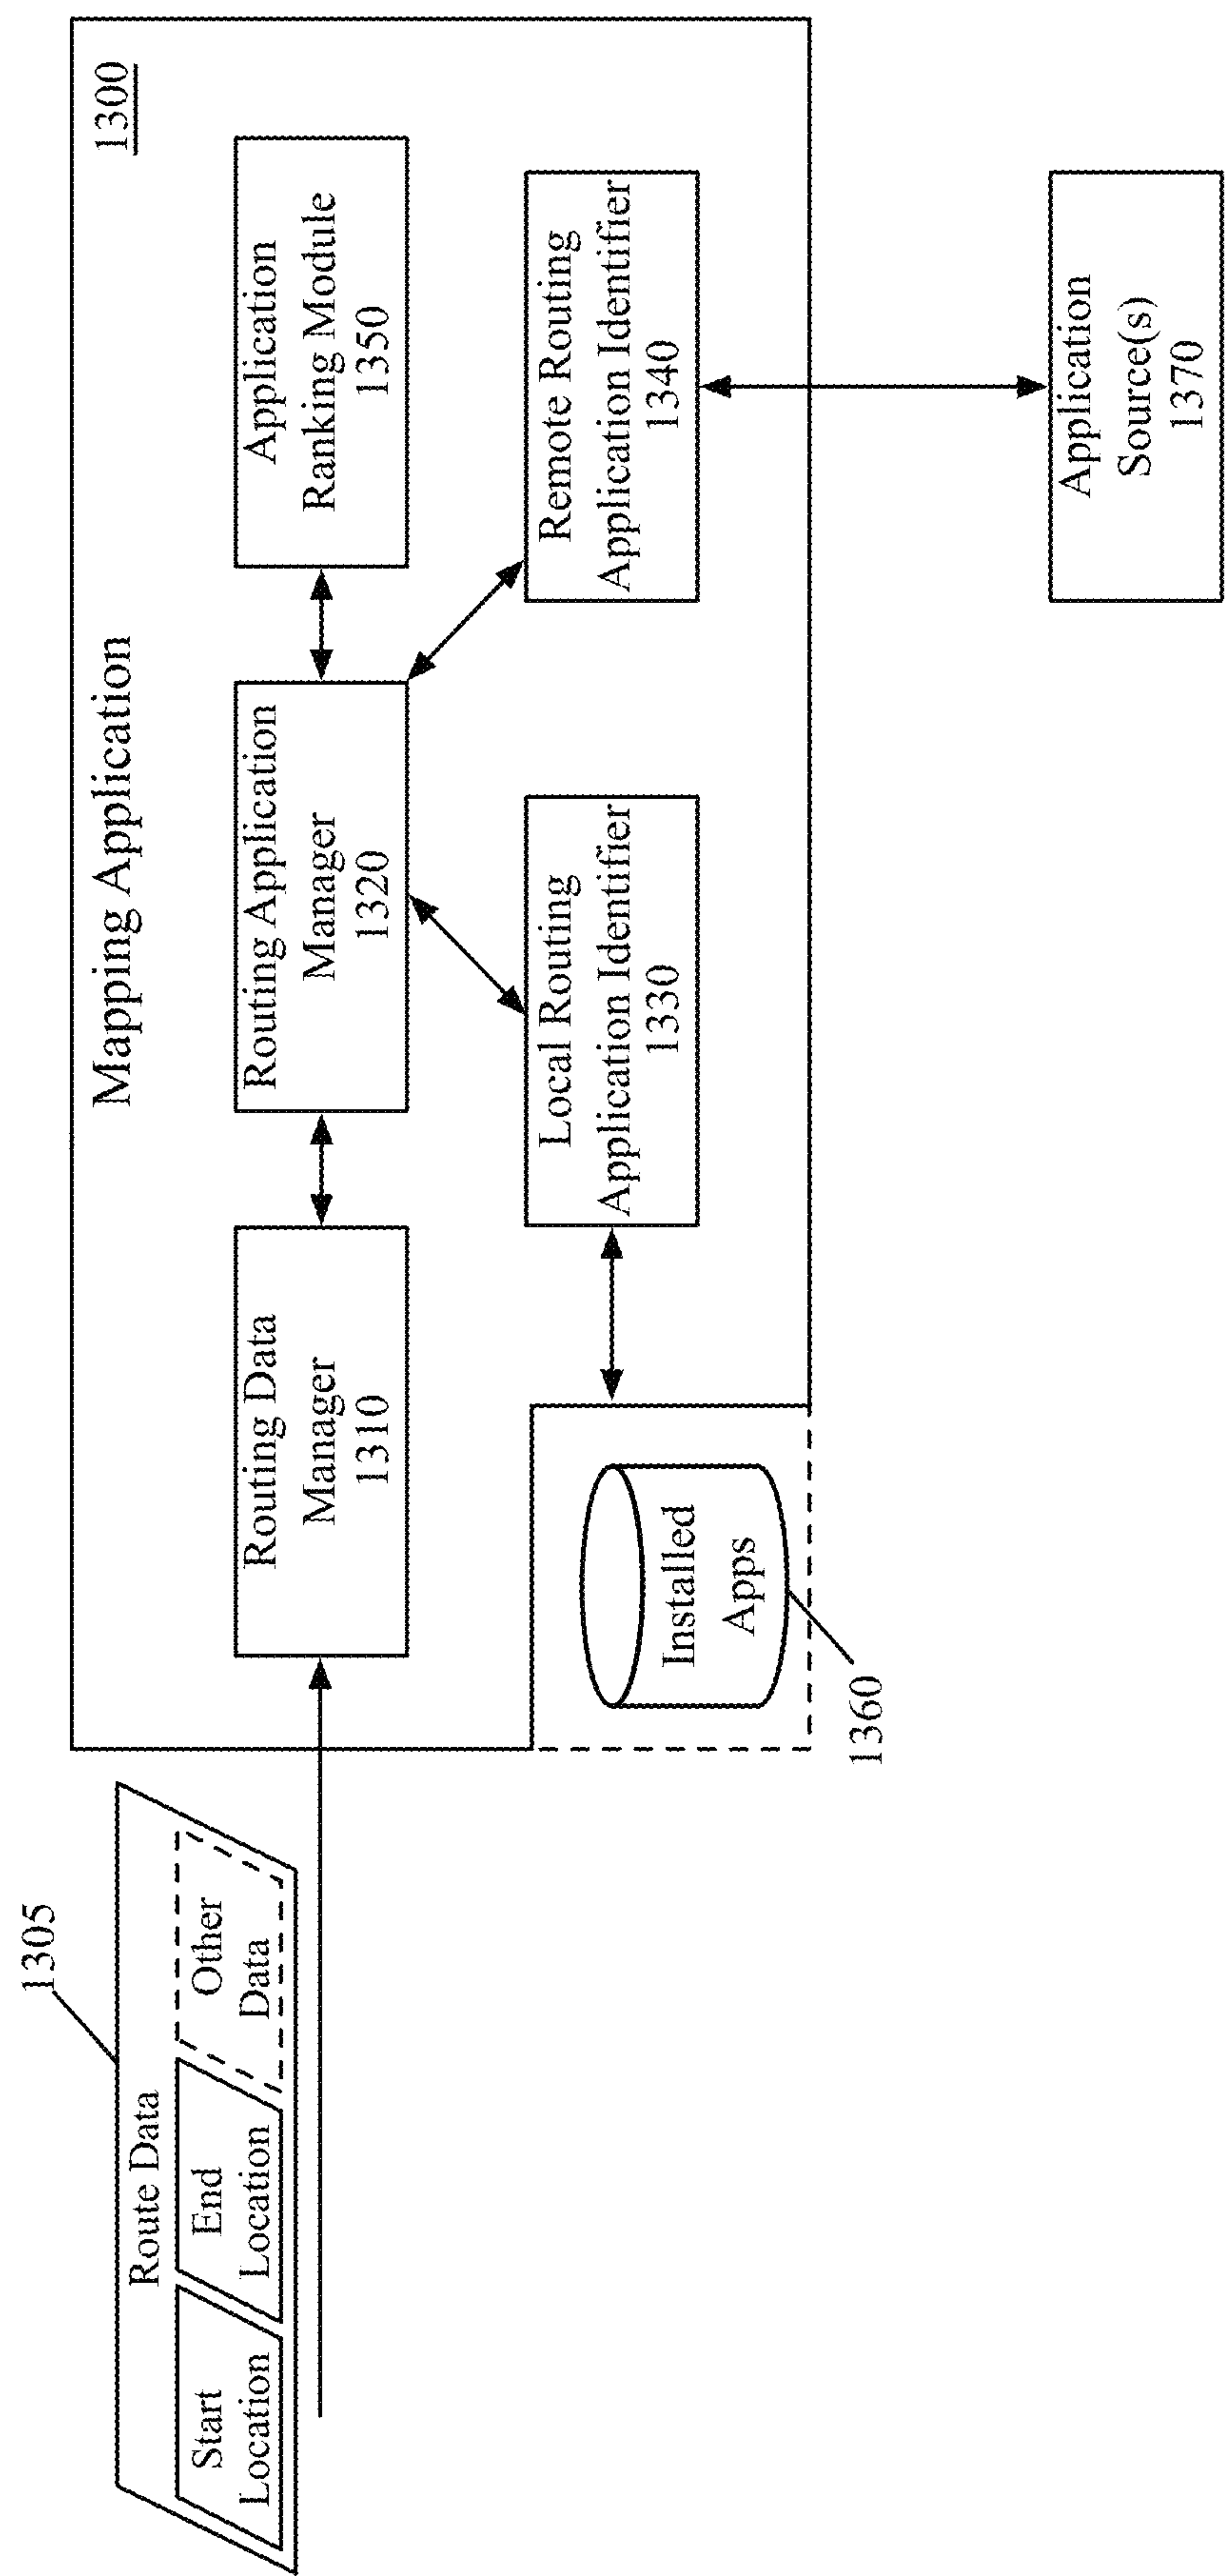 1305
Route Data
Start
Location
End
Location
Other
Data
Mapping Application
1300
Routing Data
Manager
1310
Routing Application
Manager
1320
Application
Ranking Module
1350
Installed
Apps
1360
Local Routing
Application Identifier
1330
Remote Routing
Application Identifier
1340
Application
Source(s)
1370